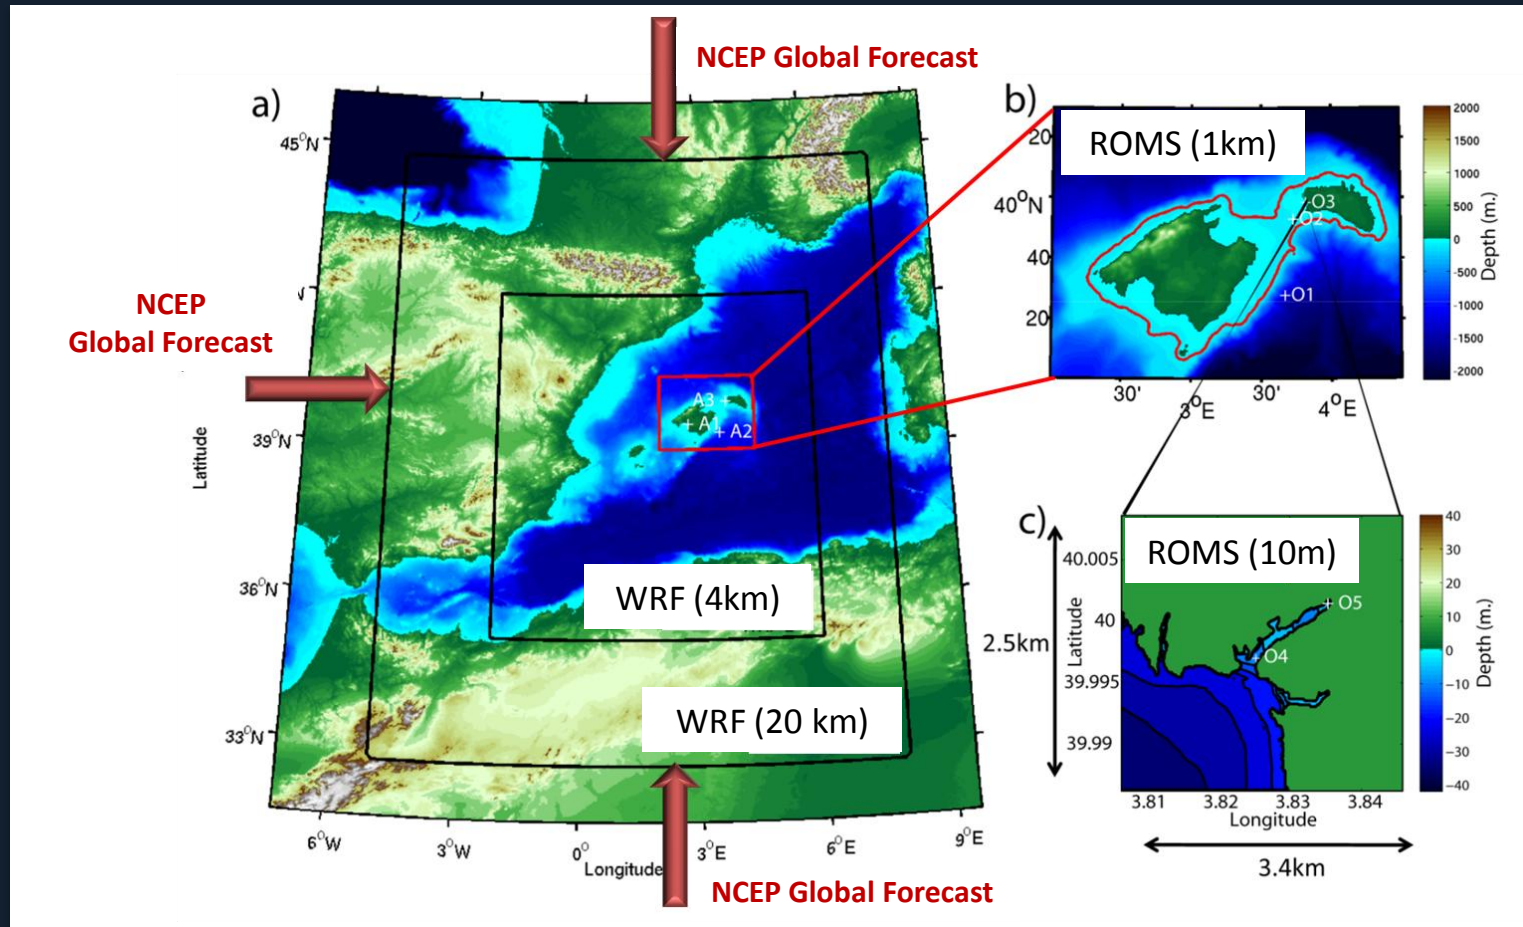 NCEP Global Forecast
a)
45°N
39°N
36°N
33°N
Latitude
6°W
3°W
0°
3°E
6°E
9°E
Longitude
NCEP
Global Forecast
A3 +
+ A1
+ A2
WRF (4km)
WRF (20 km)
NCEP Global Forecast
b)
ROMS (1km)
20
40°N
40
20
30'
3°E
30'
4°E
O3
+O2
+O1
2000
1500
1000
500
0
-500
-1000
-1500
-2000
Depth (m.)
c)
ROMS (10m)
40.005
40
39.995
39.99
Latitude
2.5km
+ O5
+O4
3.81
3.82
3.83
3.84
Longitude
3.4km
40
30
20
10
0
-10
-20
-30
-40
Depth (m.)